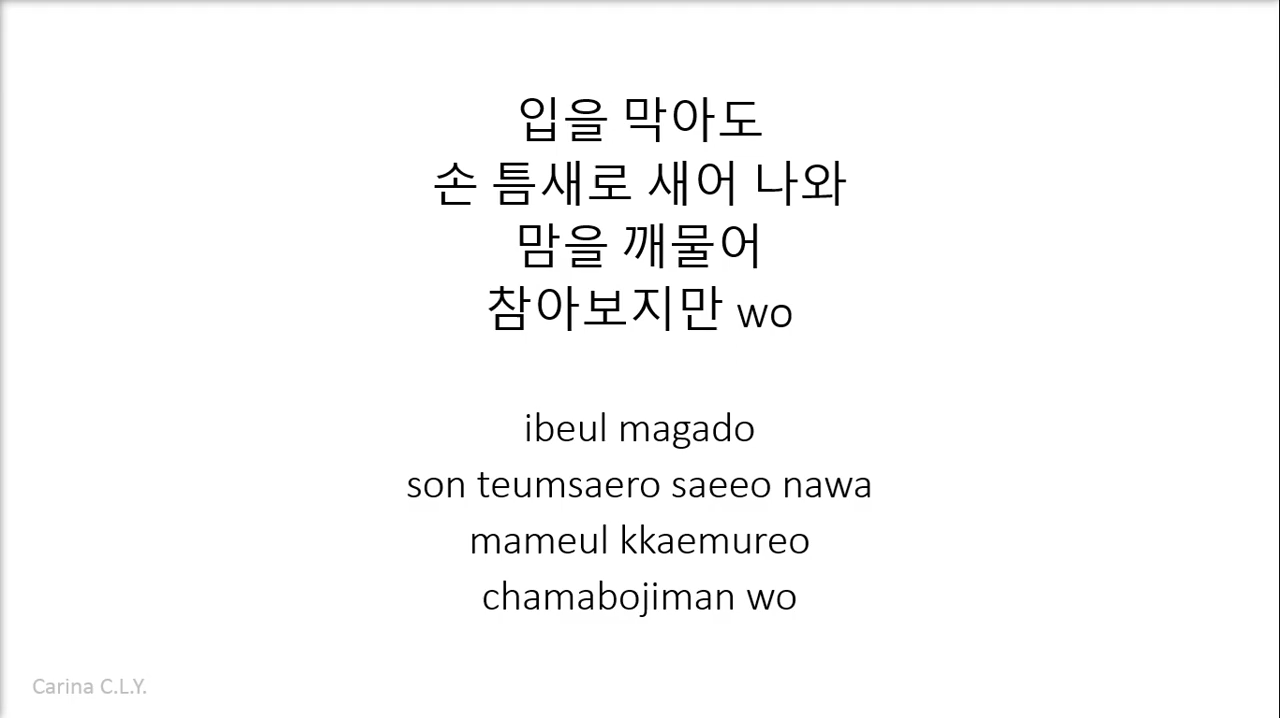 입을 막아도
손 틈새로 새어 나와
맘을 깨물어
참아보지만 wo
ibeul magado
son teumsaero saeeo nawa
mameul kkaemureo
chamabojiman wo
Carina C.L.Y.